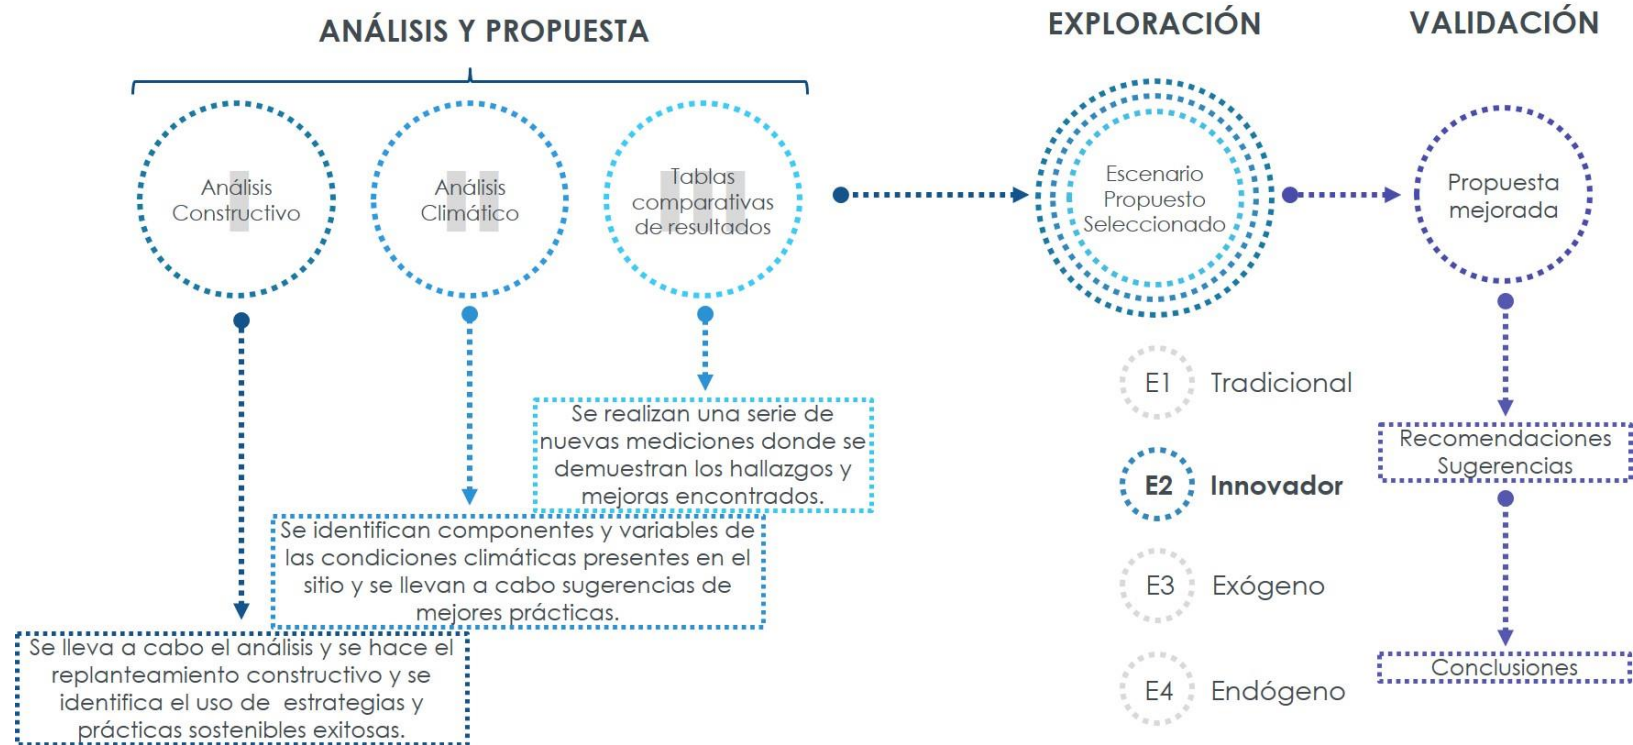 ANÁLISIS Y PROPUESTA
I
Análisis
Constructivo
II
Análisis
Climático
III
Tablas
comparativas
de resultados
Se realizan una serie de
nuevas mediciones donde se
demuestran los hallazgos y
mejoras encontrados.
Se identifican componentes y variables de
las condiciones climáticas presentes en el
sitio y se llevan a cabo sugerencias de
mejores prácticas.
Se lleva a cabo el análisis y se hace el
replanteamiento constructivo y se
identifica el uso de estrategias y
prácticas sostenibles exitosas.
EXPLORACIÓN
Escenario
Propuesto
Seleccionado
E1 Tradicional
E2 Innovador
E3 Exógeno
E4 Endógeno
VALIDACIÓN
Propuesta
mejorada
Recomendaciones
Sugerencias
Conclusiones